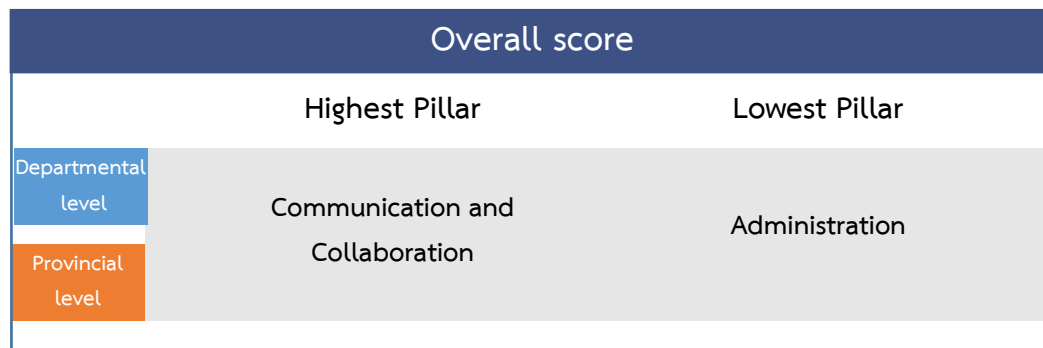 Overall score
Highest Pillar
Lowest Pillar
Departmental
level
Communication and
Collaboration
Administration
Provincial
level